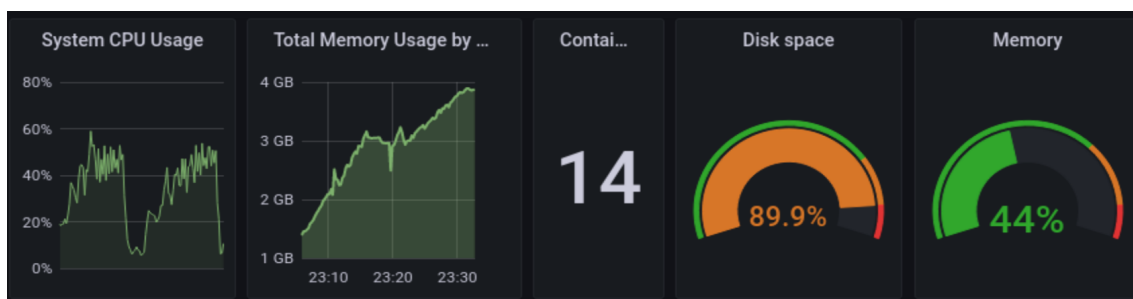 System CPU Usage
80%
60%
40%
20%
0%
Total Memory Usage by ...
4 GB
3 GB
2 GB
1 GB
23:10 23:20 23:30
Contai...
14
Disk space
89.9%
Memory
44%